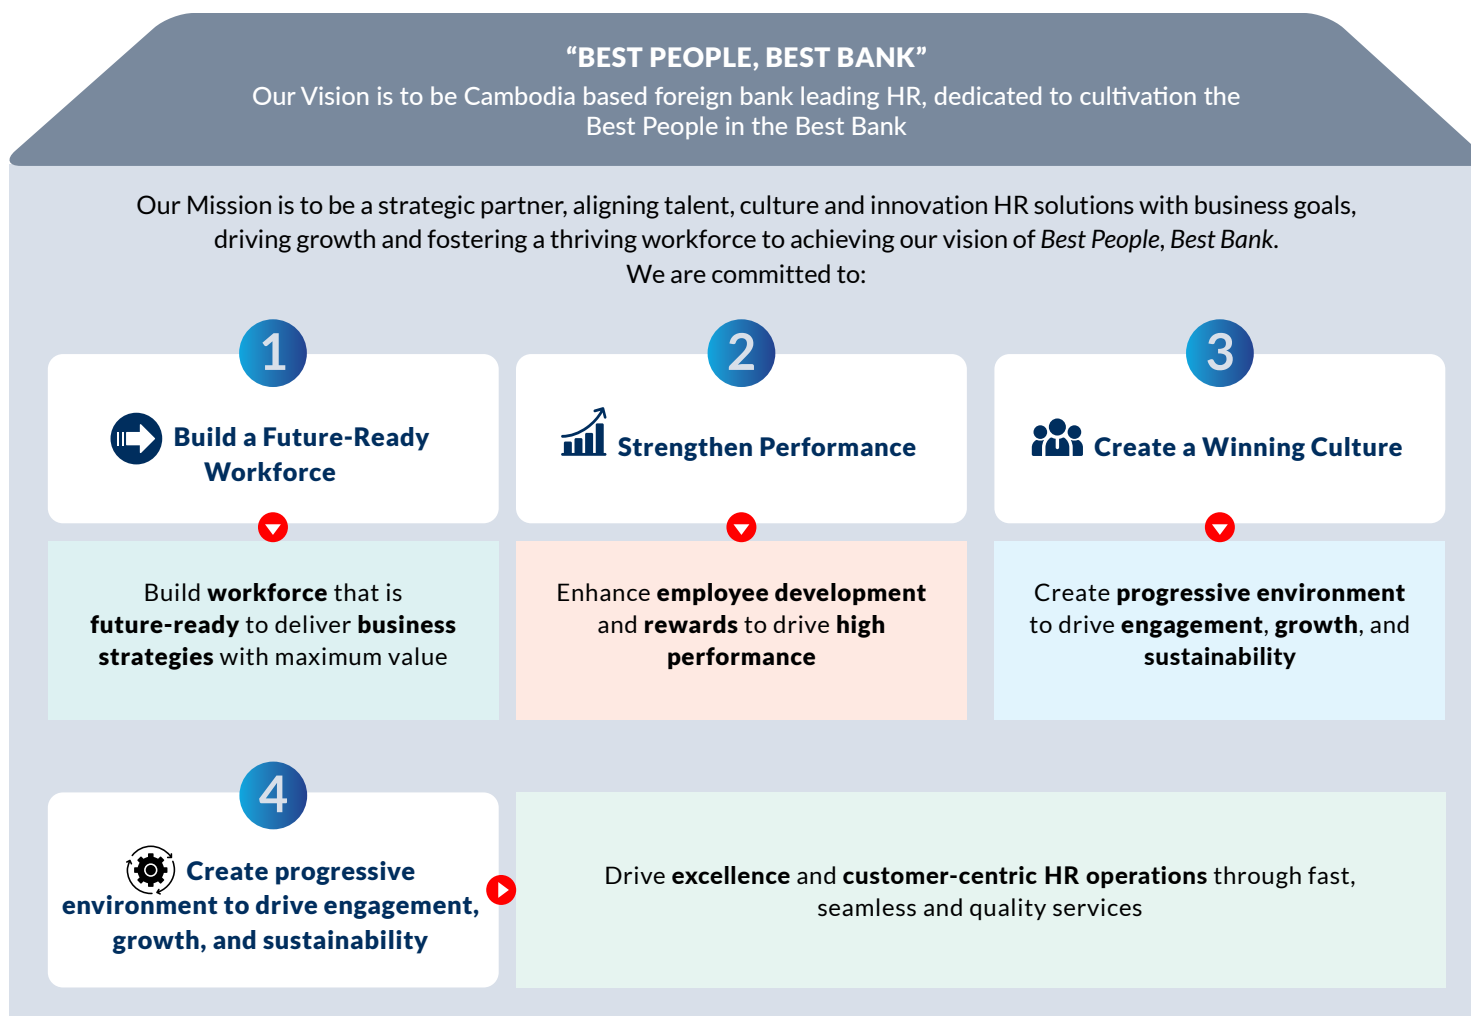 “BEST PEOPLE, BEST BANK”
Our Vision is to be Cambodia based foreign bank leading HR, dedicated to cultivation the
Best People in the Best Bank
Our Mission is to be a strategic partner, aligning talent, culture and innovation HR solutions with business goals,
driving growth and fostering a thriving workforce to achieving our vision of Best People, Best Bank.
We are committed to:
1
Build a Future-Ready
Workforce
Build workforce that is
future-ready to deliver business
strategies with maximum value
2
Strengthen Performance
Enhance employee development
and rewards to drive high
performance
3
Create a Winning Culture
Create progressive environment
to drive engagement, growth, and
sustainability
4
Create progressive
environment to drive engagement,
growth, and sustainability
Drive excellence and customer-centric HR operations through fast,
seamless and quality services